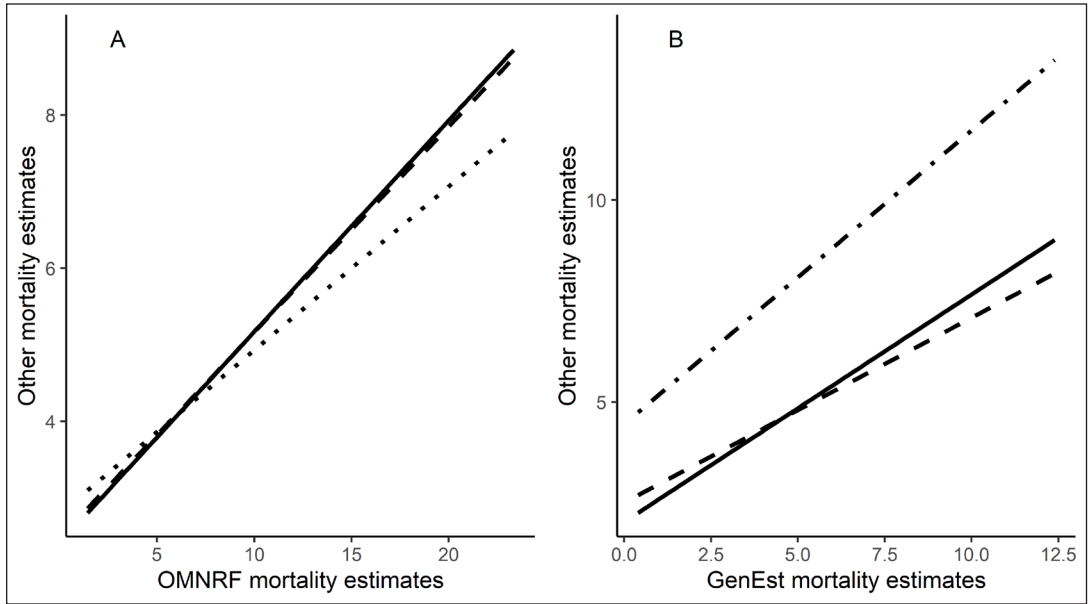 A
Other mortality estimates
8
6
4
5 10 15 20
OMNRF mortality estimates
B
Other mortality estimates
10
5
0.0 2.5 5.0 7.5 10.0 12.5
GenEst mortality estimates